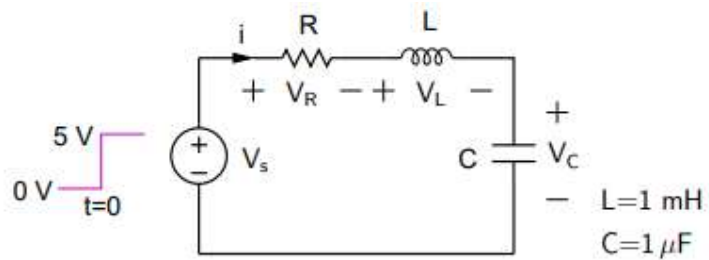 i
R
L
+ V_R − + V_L −
+
5 V
+
−
V_s
C
V_C
0 V
t=0
−
L=1 mH
C=1 μF